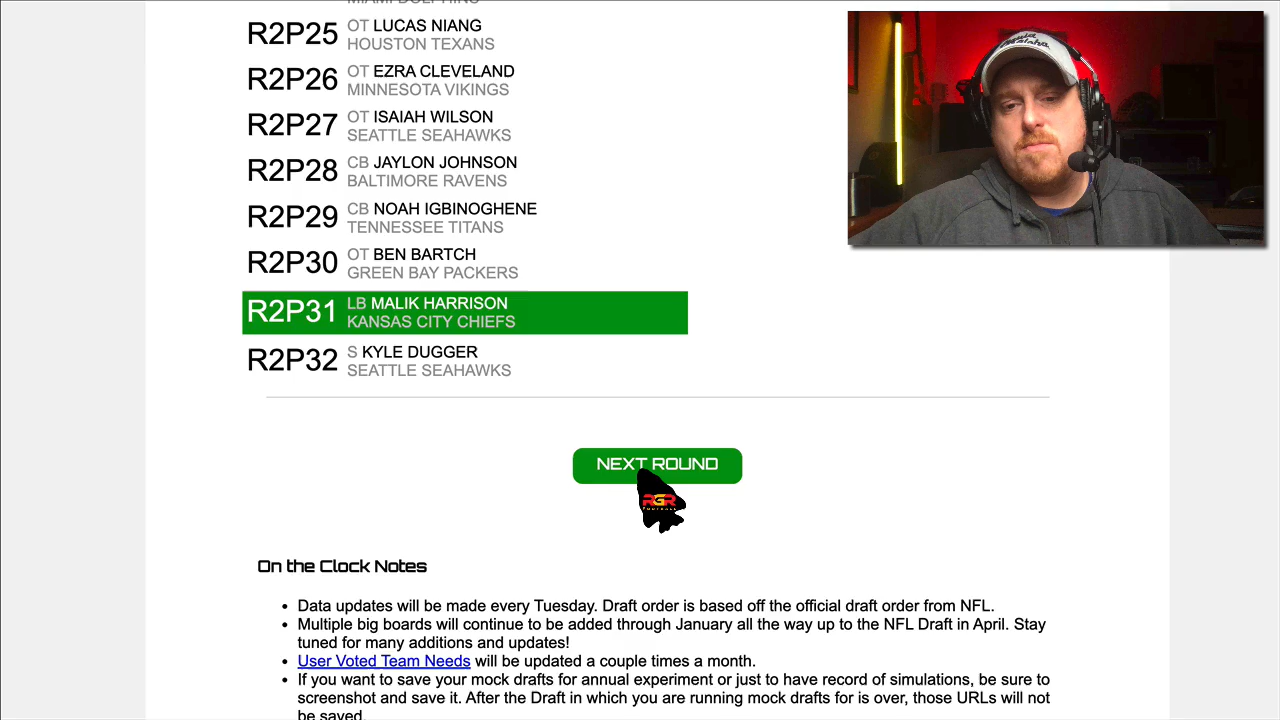 MIAMI DOLPHINS
R2P25 OT LUCAS NIANG
HOUSTON TEXANS
R2P26 OT EZRA CLEVELAND
MINNESOTA VIKINGS
R2P27 OT ISAIAH WILSON
SEATTLE SEAHAWKS
R2P28 CB JAYLON JOHNSON
BALTIMORE RAVENS
R2P29 CB NOAH IGBINOGHENE
TENNESSEE TITANS
R2P30 OT BEN BARTCH
GREEN BAY PACKERS
R2P31 LB MALIK HARRISON
KANSAS CITY CHIEFS
R2P32 S KYLE DUGGER
SEATTLE SEAHAWKS
NEXT ROUND
RGR
FOOTBALL
On the Clock Notes
• Data updates will be made every Tuesday. Draft order is based off the official draft order from NFL.
• Multiple big boards will continue to be added through January all the way up to the NFL Draft in April. Stay
tuned for many additions and updates!
• User Voted Team Needs will be updated a couple times a month.
• If you want to save your mock drafts for annual experiment or just to have record of simulations, be sure to
screenshot and save it. After the Draft in which you are running mock drafts for is over, those URLs will not
be saved.